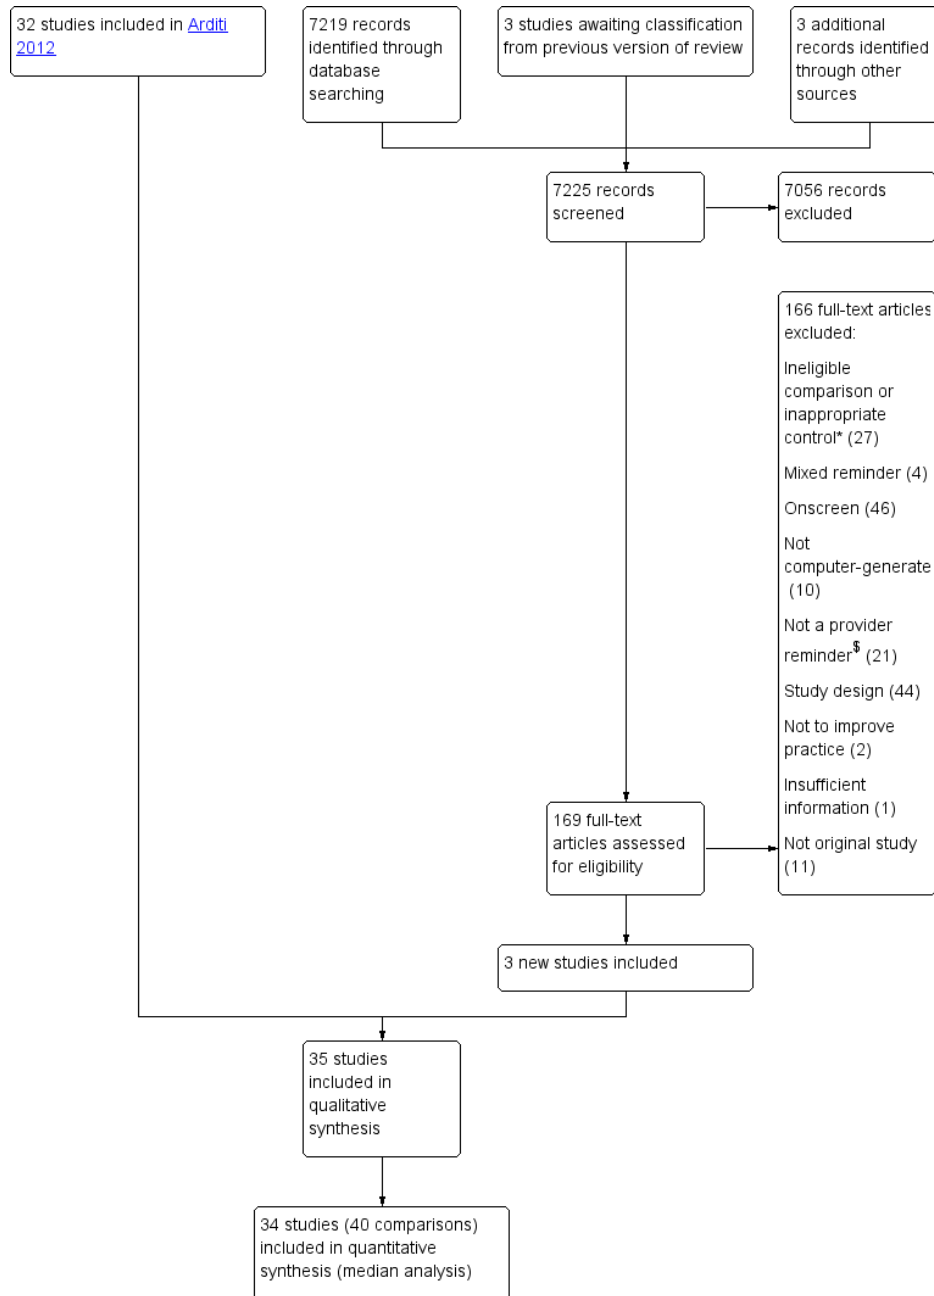 32 studies included in Arditi
2012
7219 records
identified through
database
searching
3 studies awaiting classification
from previous version of review
3 additional
records identified
through other
sources
7225 records
screened
7056 records
excluded
166 full-text articles
excluded:
Ineligible
comparison or
inappropriate
control* (27)
Mixed reminder (4)
Onscreen (46)
Not
computer-generate
(10)
Not a provider
reminder$ (21)
Study design (44)
Not to improve
practice (2)
Insufficient
information (1)
Not original study
(11)
169 full-text
articles assessed
for eligibility
3 new studies included
35 studies
included in
qualitative
synthesis
34 studies (40 comparisons)
included in quantitative
synthesis (median analysis)